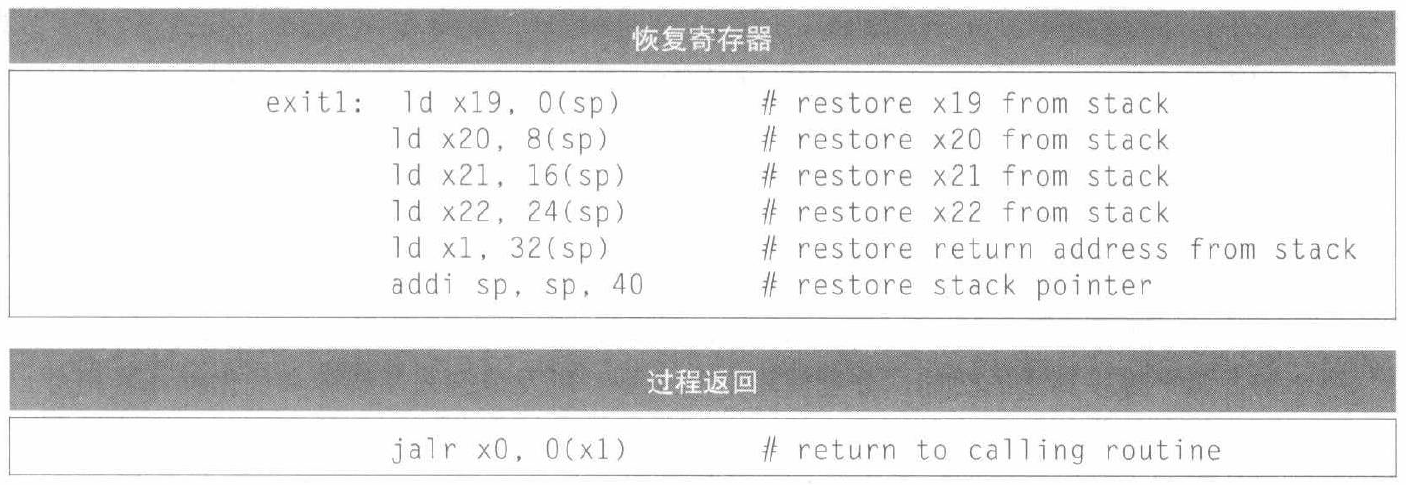 恢复寄存器
exit1: ld x19, 0(sp) # restore x19 from stack
ld x20, 8(sp) # restore x20 from stack
ld x21, 16(sp) # restore x21 from stack
ld x22, 24(sp) # restore x22 from stack
ld x1, 32(sp) # restore return address from stack
addi sp, sp, 40 # restore stack pointer
过程返回
jalr x0, 0(x1) # return to calling routine